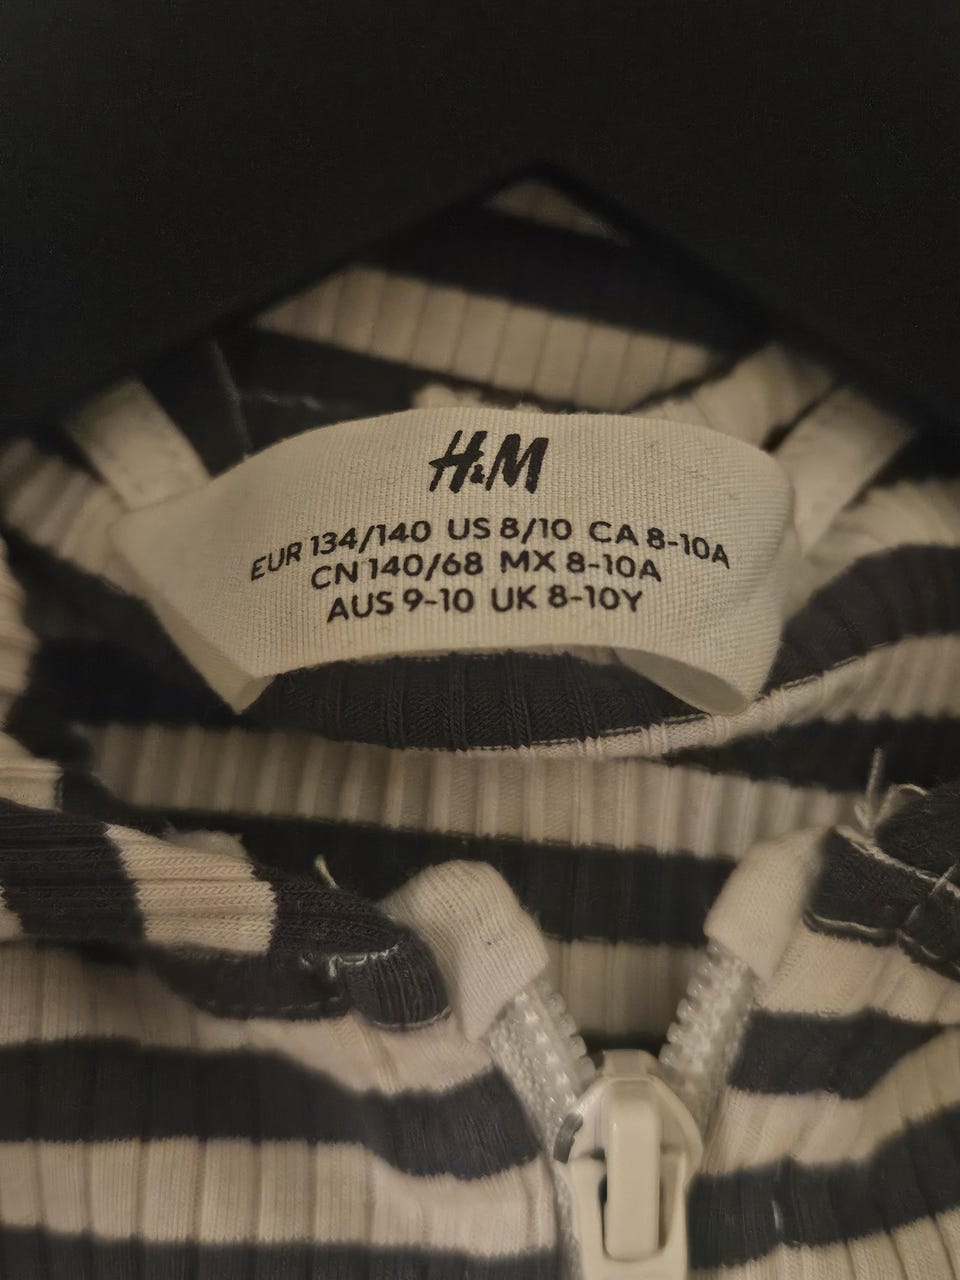 H&M
EUR 134/140 US 8/10 CA 8-10A
CN 140/68 MX 8-10A
AUS 9-10 UK 8-10Y